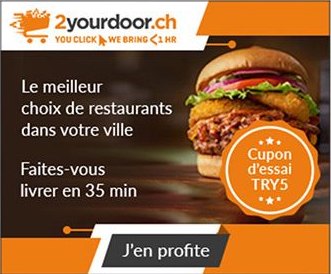 2yourdoor.ch
YOU CLICK WE BRING <1 HR
Le meilleur
choix de restaurants
dans votre ville
Faites-vous
livrer en 35 min
Cupon
d'essai
TRY5
J'en profite